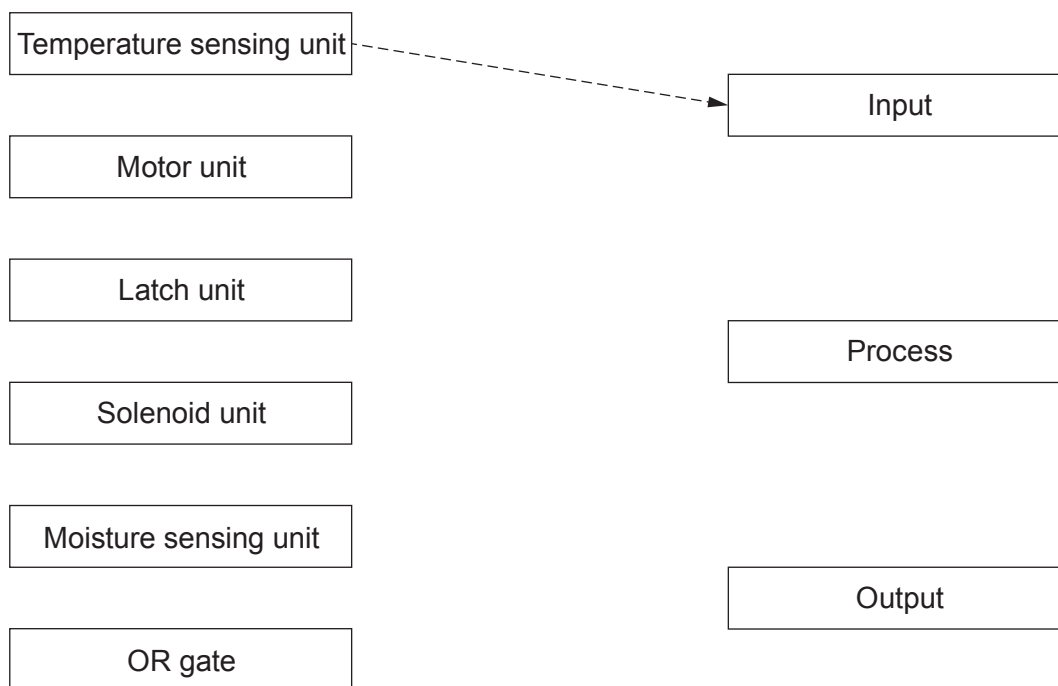 Temperature sensing unit
Input
Motor unit
Latch unit
Process
Solenoid unit
Moisture sensing unit
Output
OR gate